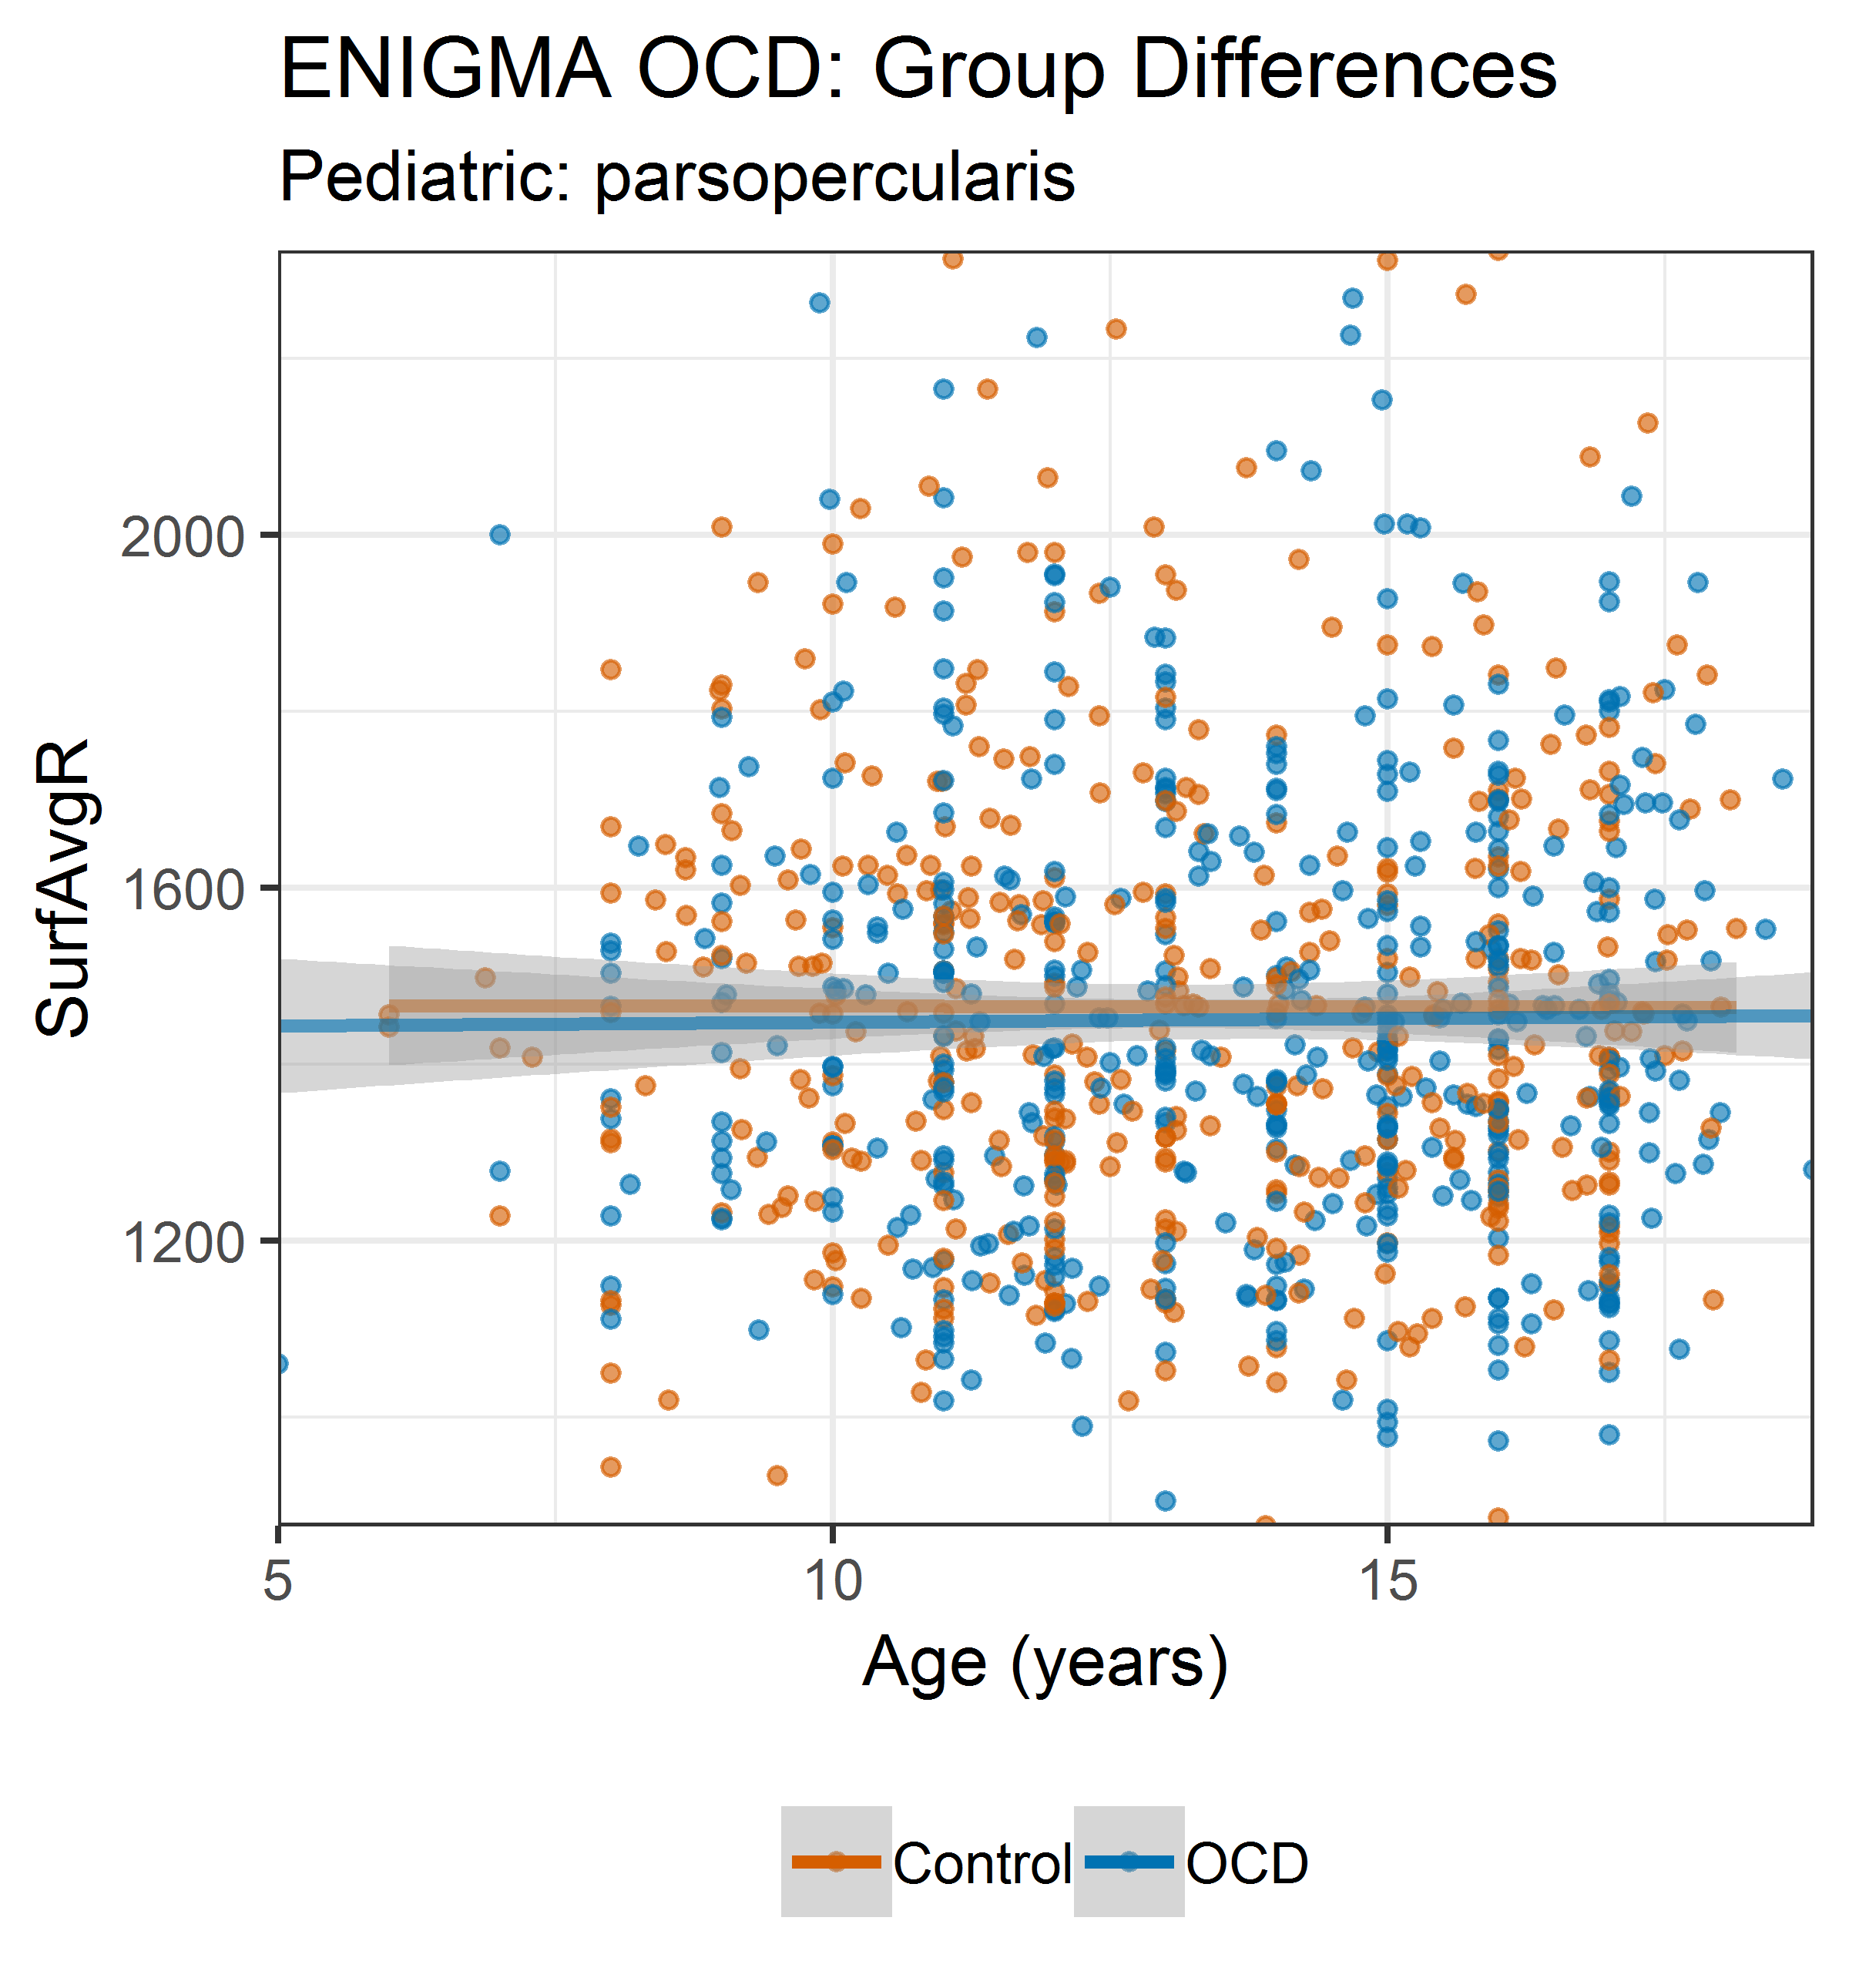 ENIGMA OCD: Group Differences
Pediatric: parsopercularis
SurfAvgR
2000
1600
1200
5 10 15
Age (years)
Control OCD